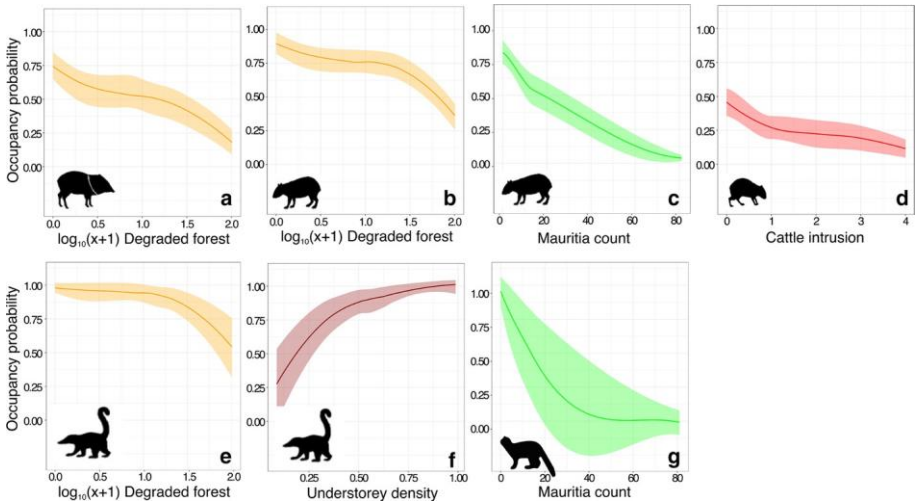 Occupancy probability
1.00
0.75
0.50
0.25
0.00
a
0.0 0.5 1.0 1.5 2.0
log₁₀(x+1) Degraded forest
1.00
0.75
0.50
0.25
0.00
b
0.0 0.5 1.0 1.5 2.0
log₁₀(x+1) Degraded forest
1.00
0.75
0.50
0.25
0.00
c
0 20 40 60 80
Mauritia count
1.00
0.75
0.50
0.25
0.00
d
0 1 2 3 4
Cattle intrusion
Occupancy probability
1.00
0.75
0.50
0.25
0.00
e
0.0 0.5 1.0 1.5 2.0
log₁₀(x+1) Degraded forest
1.00
0.75
0.50
0.25
0.00
f
0.25 0.50 0.75 1.00
Understorey density
1.00
0.75
0.50
0.25
0.00
g
0 20 40 60 80
Mauritia count